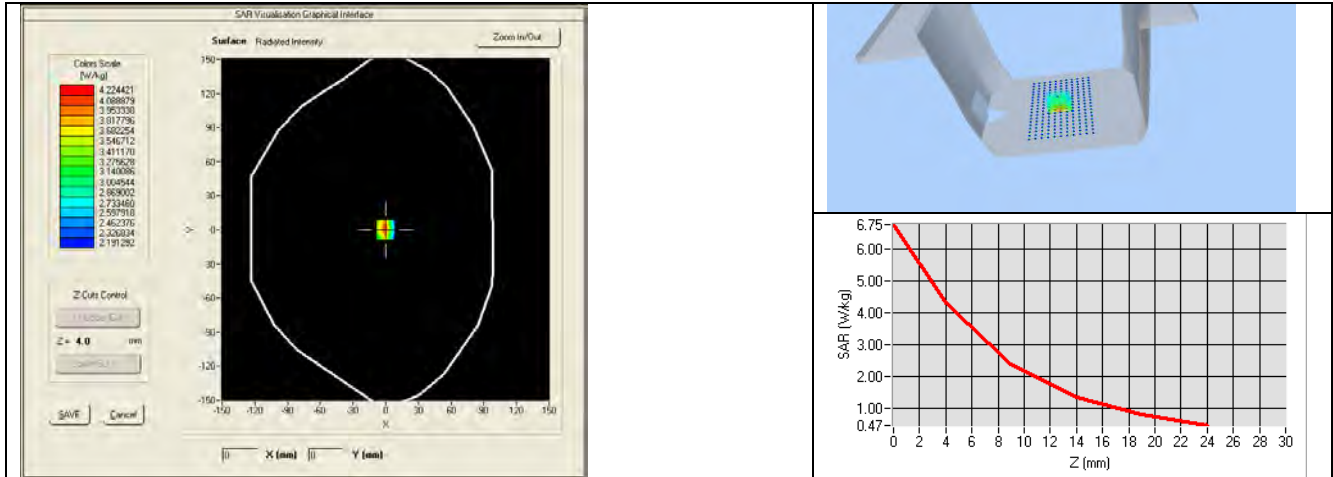 SAR Visualisation Graphical Interface
Surface Radiated Intensity
Zoom In/Out
Colors Scale
[W/kg]
4.224421
4.088879
3.953338
3.817796
3.682254
3.546712
3.411170
3.275628
3.140086
3.004544
2.869002
2.733460
2.597918
2.462376
2.326834
2.191292
Z Cuts Control
Z = 4.0 mm
SAVE
Cancel
150
120
90
60
30
0
-30
-60
-90
-120
-150
Y
-150 -120 -90 -60 -30 0 30 60 90 120 150
X
0 X (mm) 0 Y (mm)
6.75
6.00
5.00
4.00
3.00
2.00
1.00
0.47
SAR (W/kg)
0 2 4 6 8 10 12 14 16 18 20 22 24 26 28 30
Z (mm)